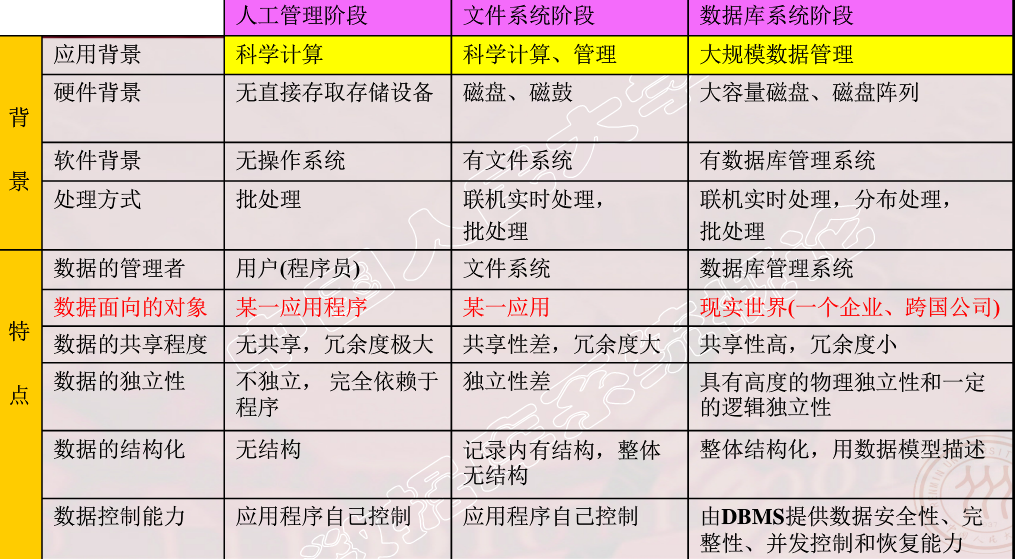 人工管理阶段 文件系统阶段 数据库系统阶段
背景
应用背景 科学计算 科学计算、管理 大规模数据管理
硬件背景 无直接存取存储设备 磁盘、磁鼓 大容量磁盘、磁盘阵列
软件背景 无操作系统 有文件系统 有数据库管理系统
处理方式 批处理 联机实时处理， 联机实时处理，分布处理，
批处理 批处理
特点
数据的管理者 用户(程序员) 文件系统 数据库管理系统
数据面向的对象 某一应用程序 某一应用 现实世界(一个企业、跨国公司)
数据的共享程度 无共享，冗余度极大 共享性差，冗余度大 共享性高，冗余度小
数据的独立性 不独立， 完全依赖于 独立性差 具有高度的物理独立性和一定
程序 的逻辑独立性
数据的结构化 无结构 记录内有结构，整体 整体结构化，用数据模型描述
无结构
数据控制能力 应用程序自己控制 应用程序自己控制 由DBMS提供数据安全性、完
整性、并发控制和恢复能力